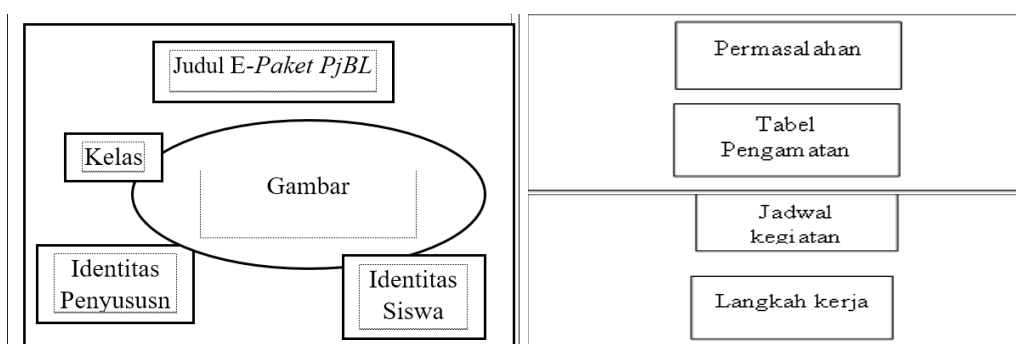 Judul E-Paket PjBL
Kelas
Gambar
Identitas
Penyususn
Identitas
Siswa
Permasalahan
Tabel
Pengamatan
Jadwal
kegiatan
Langkah kerja